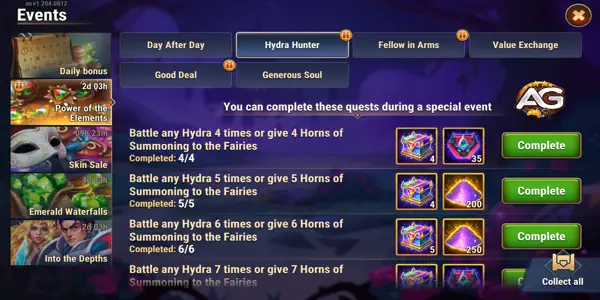 Events
Day After Day
Hydra Hunter
Fellow in Arms
Value Exchange
Good Deal
Generous Soul
Daily bonus
2d 03h
Power of the
Elements
Skin Sale
Emerald Waterfalls
Into the Depths
You can complete these quests during a special event
AG
Battle any Hydra 4 times or give 4 Horns of
Summoning to the Fairies
Completed: 4/4
4
35
Complete
Battle any Hydra 5 times or give 5 Horns of
Summoning to the Fairies
Completed: 5/5
4
200
Complete
Battle any Hydra 6 times or give 6 Horns of
Summoning to the Fairies
Completed: 6/6
5
250
Complete
Battle any Hydra 7 times or give 7 Horns of
Summoning to the Fairies
Collect all